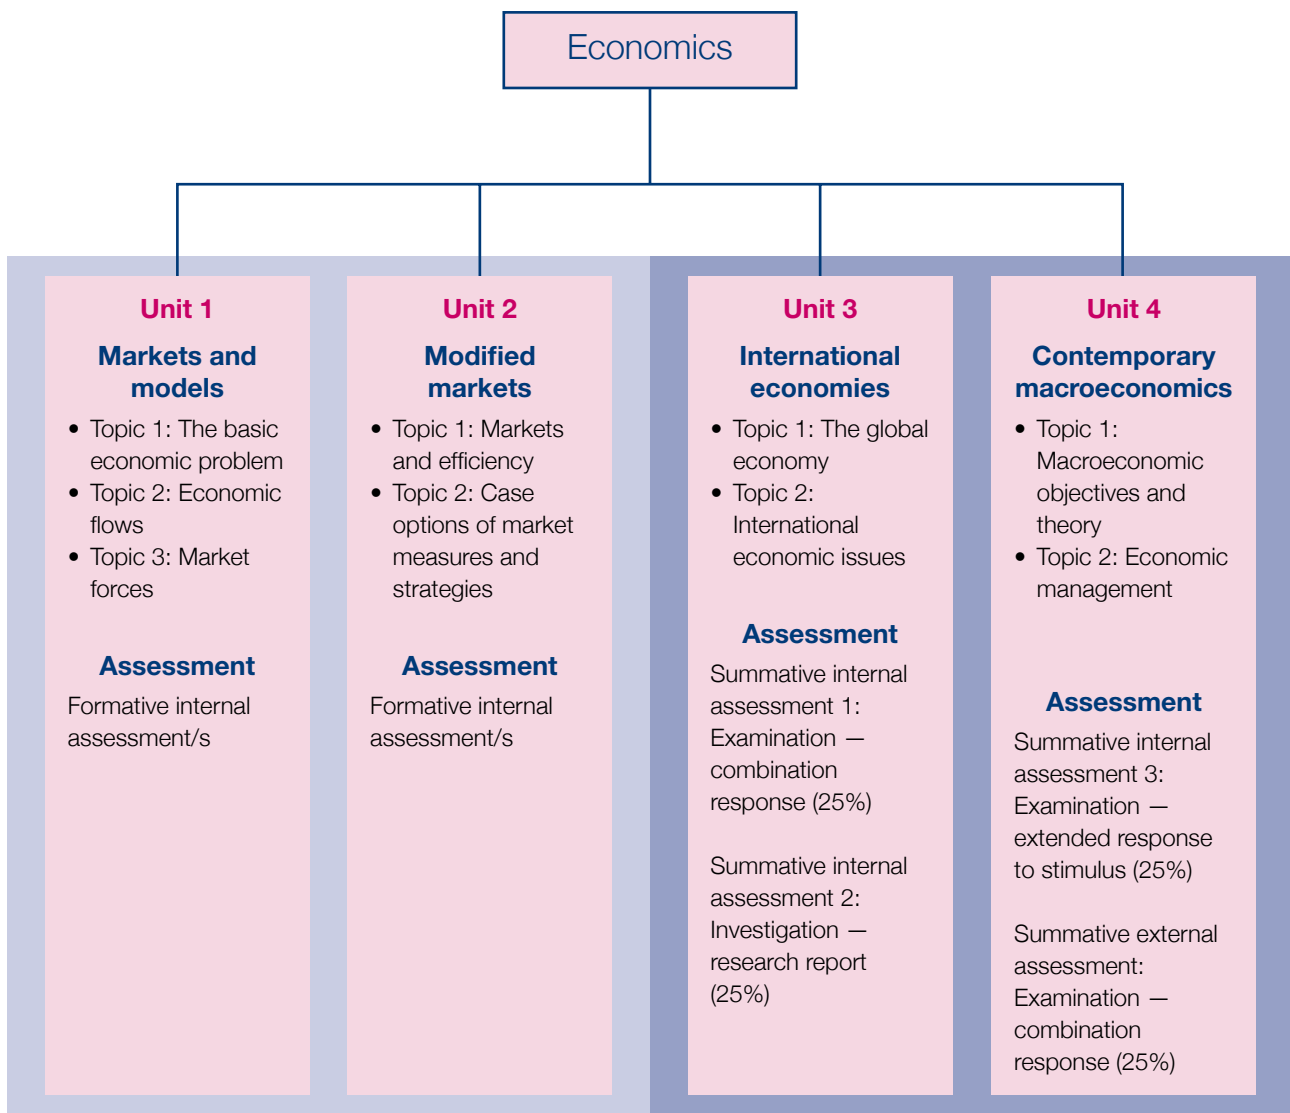 Economics
Unit 1
Markets and
models
• Topic 1: The basic
economic problem
• Topic 2: Economic
flows
• Topic 3: Market
forces
Assessment
Formative internal
assessment/s
Unit 2
Modified
markets
• Topic 1: Markets
and efficiency
• Topic 2: Case
options of market
measures and
strategies
Assessment
Formative internal
assessment/s
Unit 3
International
economies
• Topic 1: The global
economy
• Topic 2:
International
economic issues
Assessment
Summative internal
assessment 1:
Examination —
combination
response (25%)
Summative internal
assessment 2:
Investigation —
research report
(25%)
Unit 4
Contemporary
macroeconomics
• Topic 1:
Macroeconomic
objectives and
theory
• Topic 2: Economic
management
Assessment
Summative internal
assessment 3:
Examination —
extended response
to stimulus (25%)
Summative external
assessment:
Examination —
combination
response (25%)